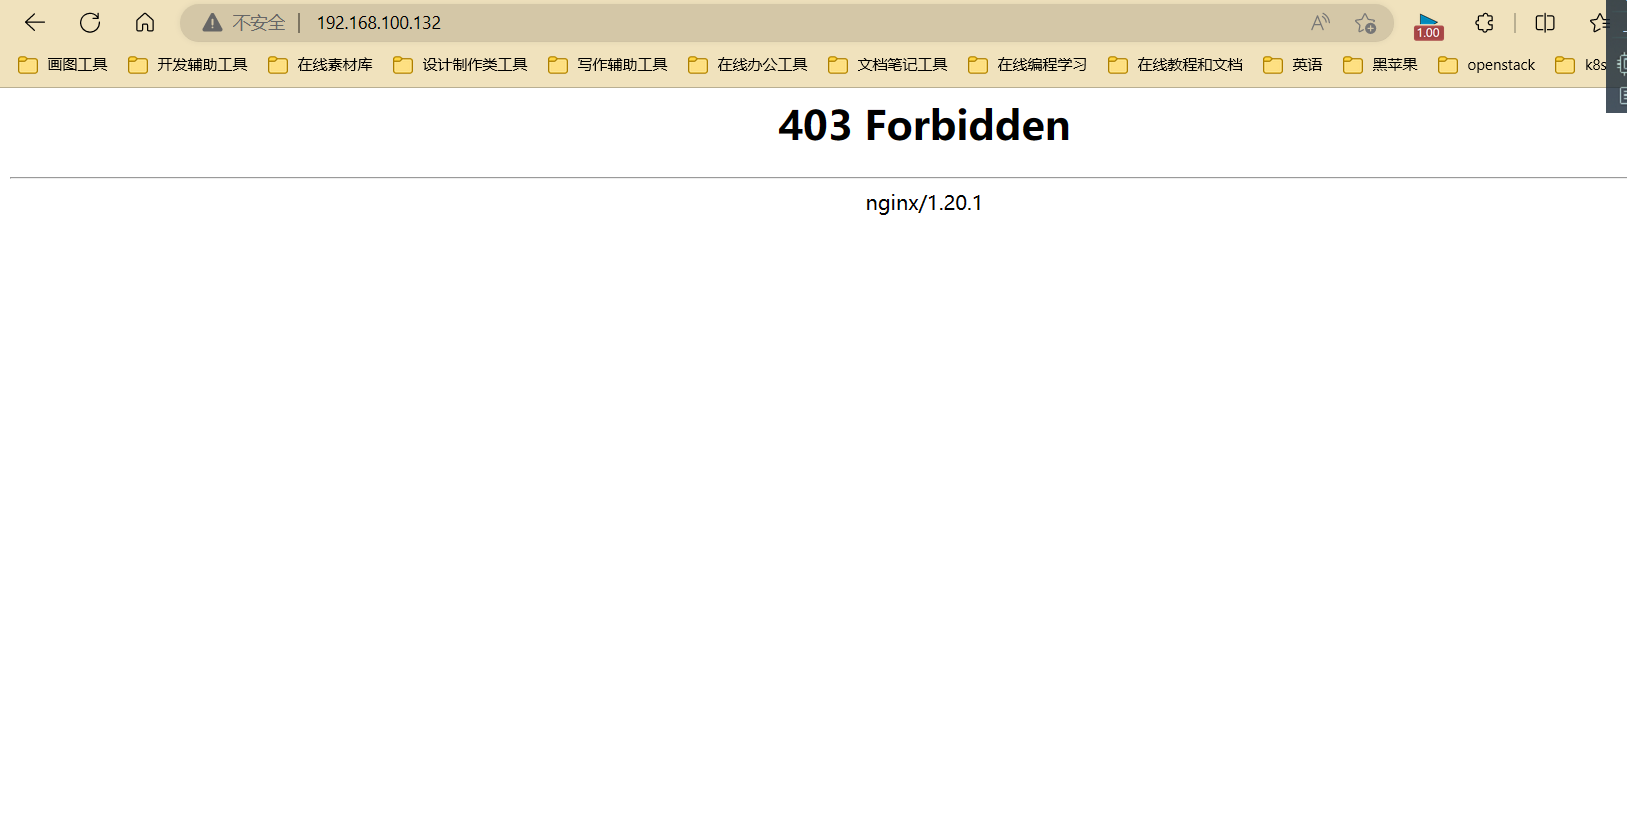 不安全 192.168.100.132 1.00
画图工具 开发辅助工具 在线素材库 设计制作类工具 写作辅助工具 在线办公工具 文档笔记工具 在线编程学习 在线教程和文档 英语 黑苹果 openstack k8s
403 Forbidden
nginx/1.20.1